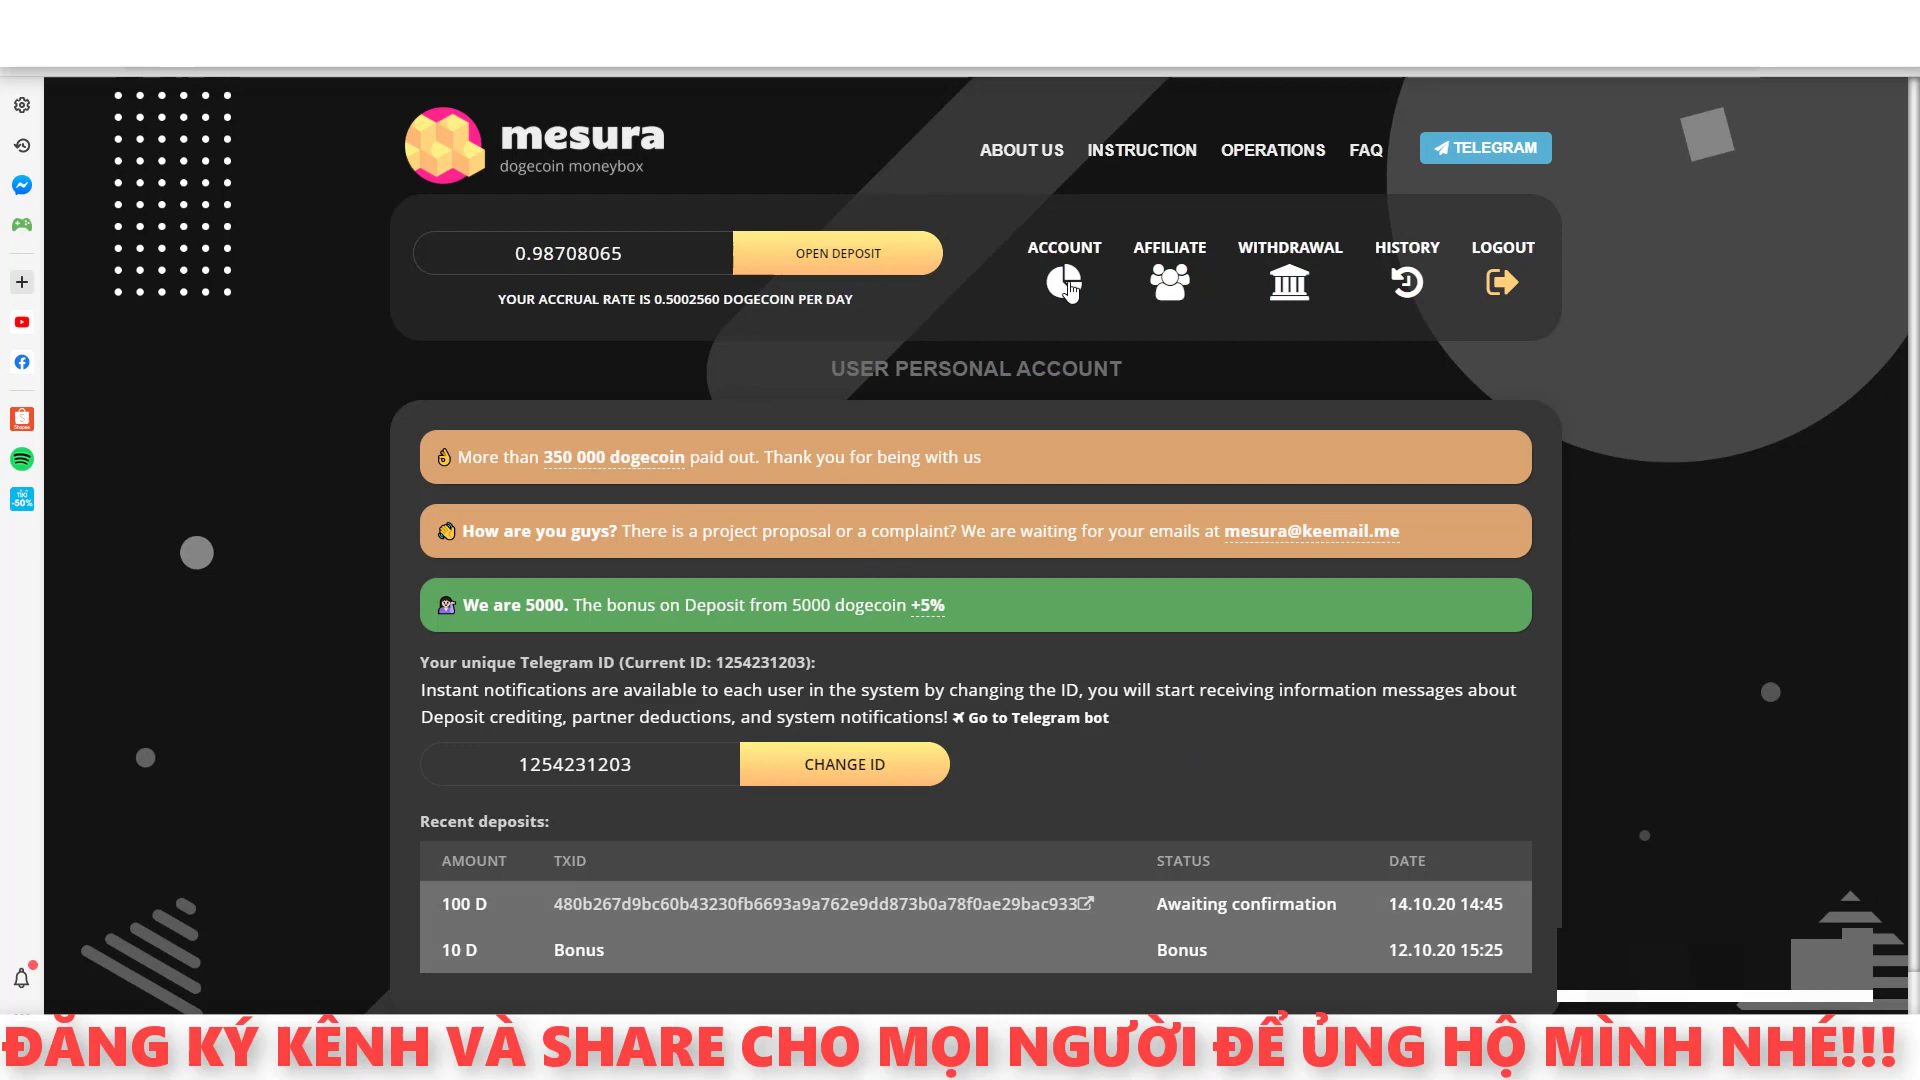 mesura
dogecoin moneybox
ABOUT US INSTRUCTION OPERATIONS FAQ TELEGRAM
0.98708065 OPEN DEPOSIT
YOUR ACCRUAL RATE IS 0.5002560 DOGECOIN PER DAY
ACCOUNT AFFILIATE WITHDRAWAL HISTORY LOGOUT
USER PERSONAL ACCOUNT
More than 350 000 dogecoin paid out. Thank you for being with us
How are you guys? There is a project proposal or a complaint? We are waiting for your emails at mesura@keemail.me
We are 5000. The bonus on Deposit from 5000 dogecoin +5%
Your unique Telegram ID (Current ID: 1254231203):
Instant notifications are available to each user in the system by changing the ID, you will start receiving information messages about
Deposit crediting, partner deductions, and system notifications! Go to Telegram bot
1254231203 CHANGE ID
Recent deposits:
AMOUNT TXID STATUS DATE
100 D 480b267d9bc60b43230fb6693a9a762e9dd873b0a78f0ae29bac933 Awaiting confirmation 14.10.20 14:45
10 D Bonus Bonus 12.10.20 15:25
Shopee
TIKI
-50%
ĐĂNG KÝ KÊNH VÀ SHARE CHO MỌI NGƯỜI ĐỂ ỦNG HỘ MÌNH NHÉ!!!